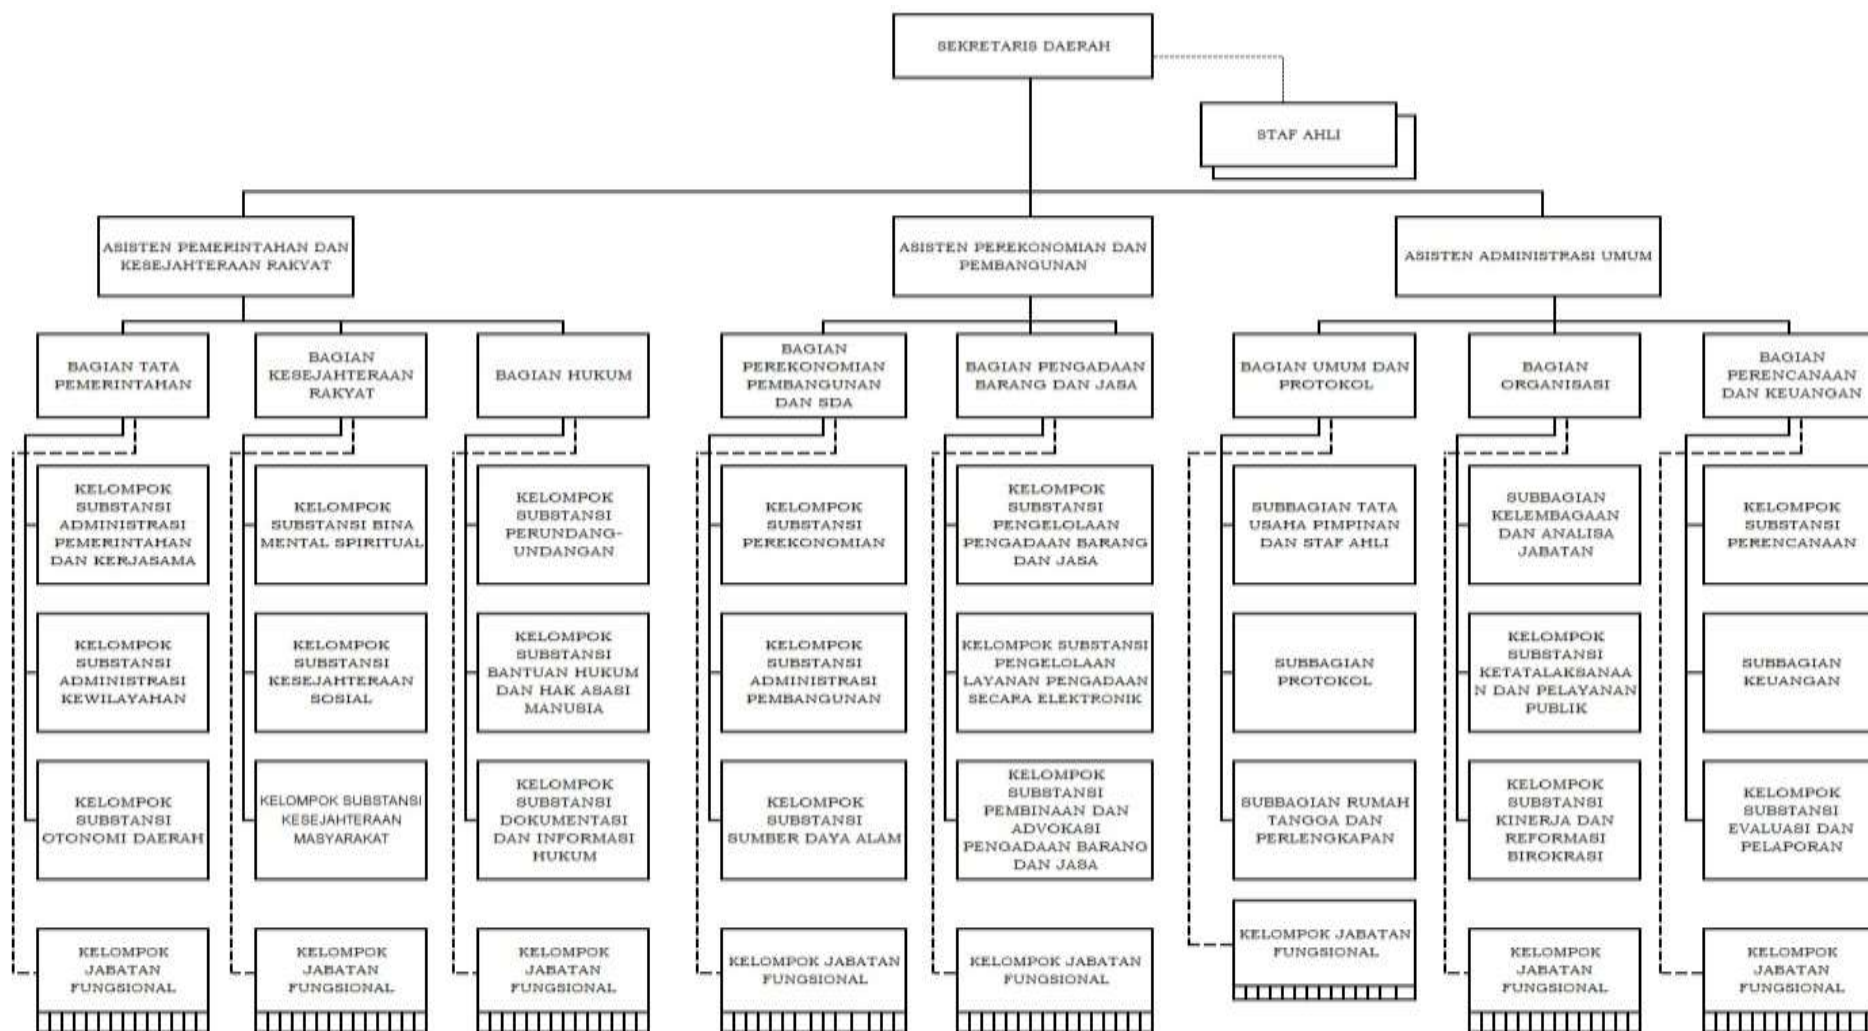 SEKRETARIS DAERAH
STAF AHLI
ASISTEN PEMERINTAHAN DAN
KESEJAHTERAAN RAKYAT
ASISTEN PEREKONOMIAN DAN
PEMBANGUNAN
ASISTEN ADMINISTRASI UMUM
BAGIAN TATA
PEMERINTAHAN
BAGIAN
KESEJAHTERAAN
RAKYAT
BAGIAN HUKUM
BAGIAN
PEREKONOMIAN
PEMBANGUNAN
DAN SDA
BAGIAN PENGADAAN
BARANG DAN JASA
BAGIAN UMUM DAN
PROTOKOL
BAGIAN
ORGANISASI
BAGIAN
PERENCANAAN
DAN KEUANGAN
KELOMPOK
SUBSTANSI
ADMINISTRASI
PEMERINTAHAN
DAN KERJASAMA
KELOMPOK
SUBSTANSI BINA
MENTAL SPIRITUAL
KELOMPOK
SUBSTANSI
PERUNDANG-
UNDANGAN
KELOMPOK
SUBSTANSI
PEREKONOMIAN
KELOMPOK
SUBSTANSI
PENGELOLAAN
PENGADAAN BARANG
DAN JASA
SUBBAGIAN TATA
USAHA PIMPINAN
DAN STAF AHLI
SUBBAGIAN
KELEMBAGAAN
DAN ANALISA
JABATAN
KELOMPOK
SUBSTANSI
PERENCANAAN
KELOMPOK
SUBSTANSI
ADMINISTRASI
KEWILAYAHAN
KELOMPOK
SUBSTANSI
KESEJAHTERAAN
SOSIAL
KELOMPOK
SUBSTANSI
BANTUAN HUKUM
DAN HAK ASASI
MANUSIA
KELOMPOK
SUBSTANSI
ADMINISTRASI
PEMBANGUNAN
KELOMPOK SUBSTANSI
PENGELOLAAN
LAYANAN PENGADAAN
SECARA ELEKTRONIK
SUBBAGIAN
PROTOKOL
KELOMPOK
SUBSTANSI
KETATALAKSANAA
N DAN PELAYANAN
PUBLIK
SUBBAGIAN
KEUANGAN
KELOMPOK
SUBSTANSI
OTONOMI DAERAH
KELOMPOK SUBSTANSI
KESEJAHTERAAN
MASYARAKAT
KELOMPOK
SUBSTANSI
DOKUMENTASI
DAN INFORMASI
HUKUM
KELOMPOK
SUBSTANSI
SUMBER DAYA ALAM
KELOMPOK
SUBSTANSI
PEMBINAAN DAN
ADVOKASI
PENGADAAN BARANG
DAN JASA
SUBBAGIAN RUMAH
TANGGA DAN
PERLENGKAPAN
KELOMPOK
SUBSTANSI
KINERJA DAN
REFORMASI
BIROKRASI
KELOMPOK
SUBSTANSI
EVALUASI DAN
PELAPORAN
KELOMPOK
JABATAN
FUNGSIONAL
KELOMPOK
JABATAN
FUNGSIONAL
KELOMPOK
JABATAN
FUNGSIONAL
KELOMPOK JABATAN
FUNGSIONAL
KELOMPOK JABATAN
FUNGSIONAL
KELOMPOK JABATAN
FUNGSIONAL
KELOMPOK
JABATAN
FUNGSIONAL
KELOMPOK
JABATAN
FUNGSIONAL